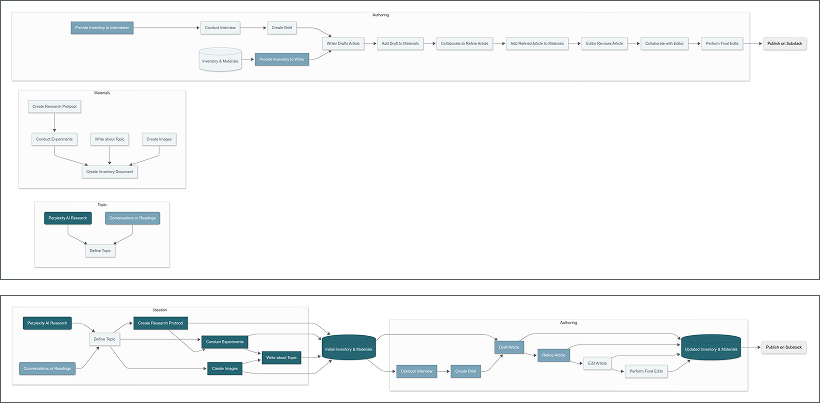 Authoring
Provide Inventory to Interviewer
Conduct Interview
Create Brief
Inventory & Materials
Provide Inventory to Writer
Writer Drafts Article
Add Draft to Materials
Collaborate to Refine Article
Add Refined Article to Materials
Editor Reviews Article
Collaborate with Editor
Perform Final Edits
Publish on Substack
Materials
Create Research Protocol
Conduct Experiments
Write about Topic
Create Images
Create Inventory Document
Topic
Perplexity AI Research
Conversations or Readings
Define Topic
Ideation
Perplexity AI Research
Conversations or Readings
Define Topic
Create Research Protocol
Conduct Experiments
Create Images
Write about Topic
Initial Inventory & Materials
Authoring
Conduct Interview
Create Brief
Draft Article
Refine Article
Edit Article
Perform Final Edits
Updated Inventory & Materials
Publish on Substack